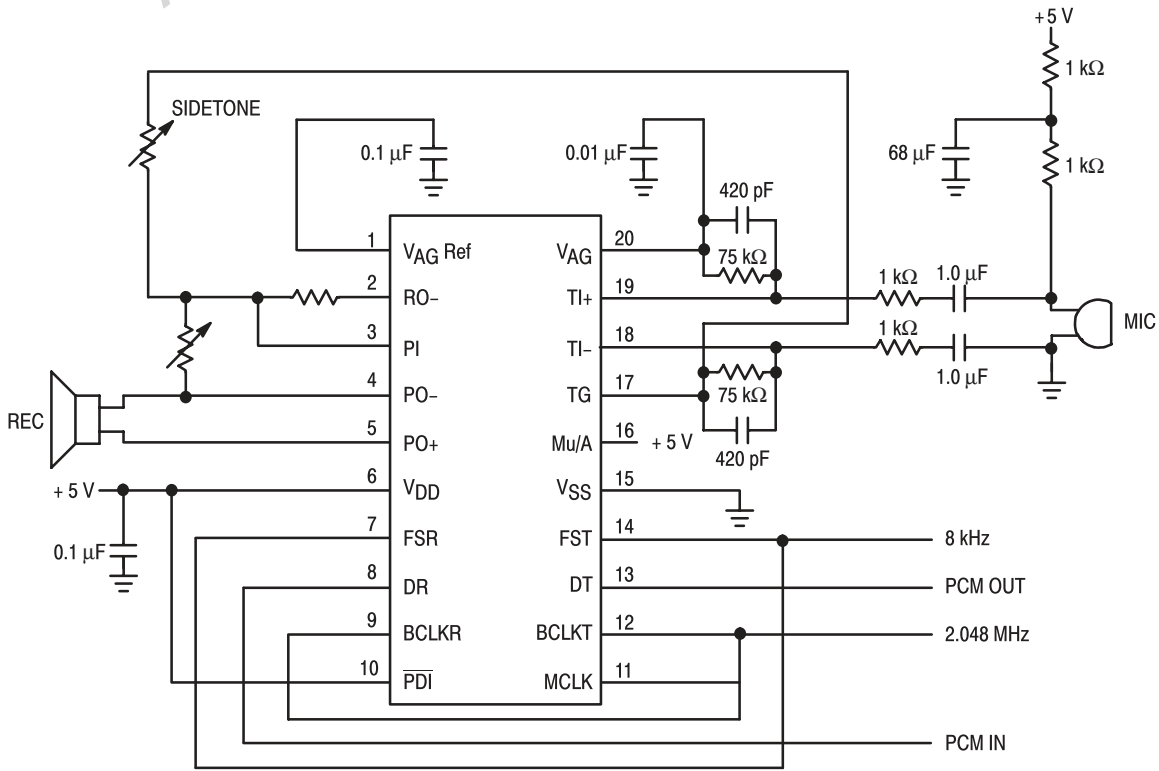 + 5 V
1 kΩ
SIDETONE
0.1 μF
0.01 μF
68 μF
1 kΩ
420 pF
1 VAG Ref
VAG 20
75 kΩ
2 RO–
TI+ 19
1 kΩ
1.0 μF
3 PI
TI– 18
1 kΩ
1.0 μF
MIC
4 PO–
TG 17
75 kΩ
REC
5 PO+
Mu/A 16
+ 5 V
420 pF
+ 5 V
6 VDD
VSS 15
7 FSR
FST 14
8 kHz
0.1 μF
8 DR
DT 13
PCM OUT
9 BCLKR
BCLKT 12
2.048 MHz
10 PDI
MCLK 11
PCM IN